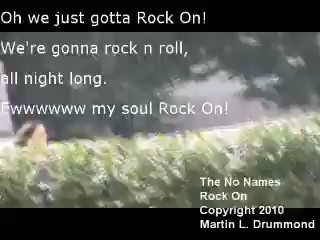 Oh we just gotta Rock On!
We're gonna rock n roll,
all night long.
Fwwwwww my soul Rock On!
The No Names
Rock On
Copyright 2010
Martin L. Drummond